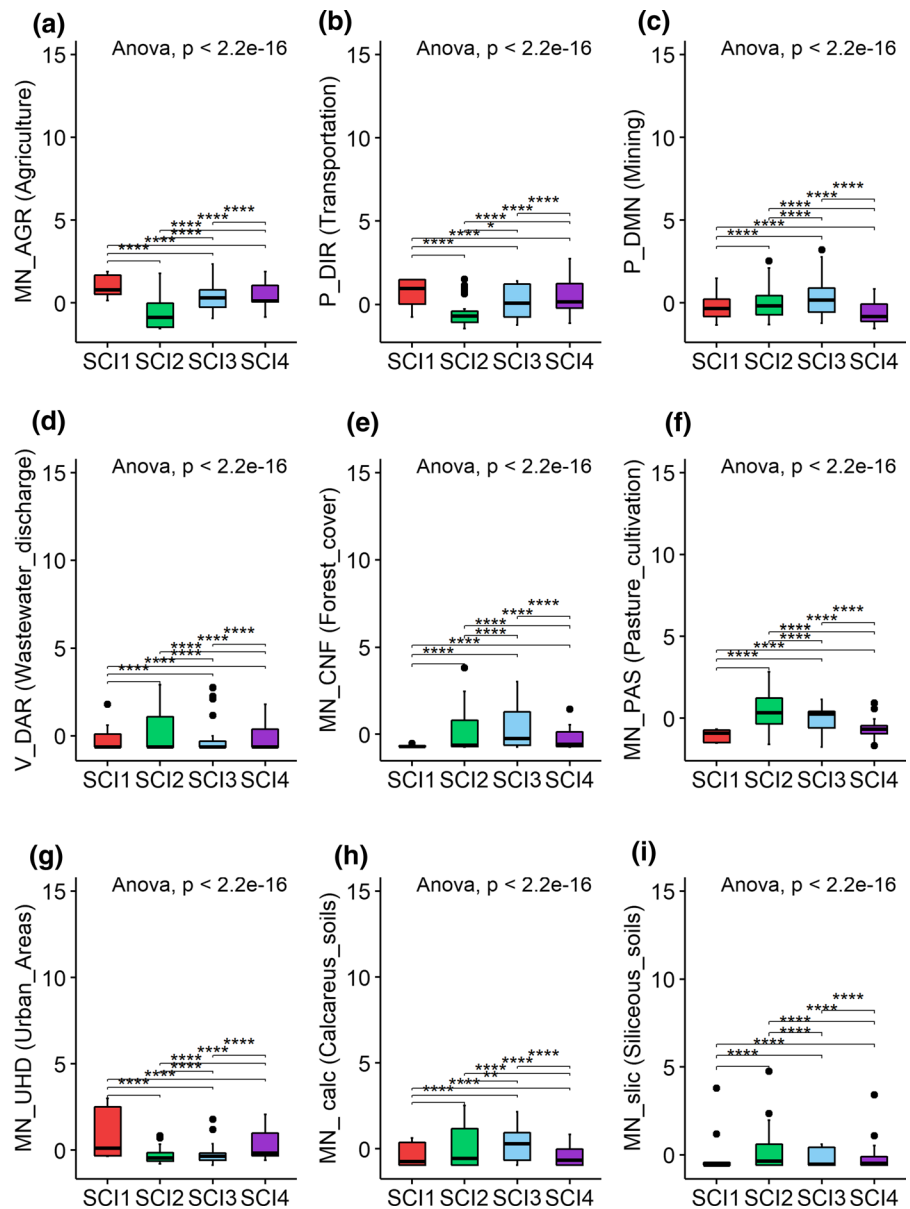 (a)
Anova, p < 2.2e-16
15
10
5
0
MN_AGR (Agriculture)
****
****
****
****
****
****
SCI1 SCI2 SCI3 SCI4
(b)
Anova, p < 2.2e-16
15
10
5
0
P_DIR (Transportation)
****
****
****
*
****
****
SCI1 SCI2 SCI3 SCI4
(c)
Anova, p < 2.2e-16
15
10
5
0
P_DMN (Mining)
****
****
****
****
****
SCI1 SCI2 SCI3 SCI4
(d)
Anova, p < 2.2e-16
15
10
5
0
V_DAR (Wastewater_discharge)
****
****
****
****
****
****
SCI1 SCI2 SCI3 SCI4
(e)
Anova, p < 2.2e-16
15
10
5
0
MN_CNF (Forest_cover)
****
****
****
****
****
SCI1 SCI2 SCI3 SCI4
(f)
Anova, p < 2.2e-16
15
10
5
0
MN_PAS (Pasture_cultivation)
****
****
****
****
****
SCI1 SCI2 SCI3 SCI4
(g)
Anova, p < 2.2e-16
15
10
5
0
MN_UHD (Urban_Areas)
****
****
****
****
****
****
SCI1 SCI2 SCI3 SCI4
(h)
Anova, p < 2.2e-16
15
10
5
0
MN_ calc (Calcareus_soils)
****
****
****
**
****
****
SCI1 SCI2 SCI3 SCI4
(i)
Anova, p < 2.2e-16
15
10
5
0
MN_slic (Siliceous_soils)
****
****
****
****
****
SCI1 SCI2 SCI3 SCI4